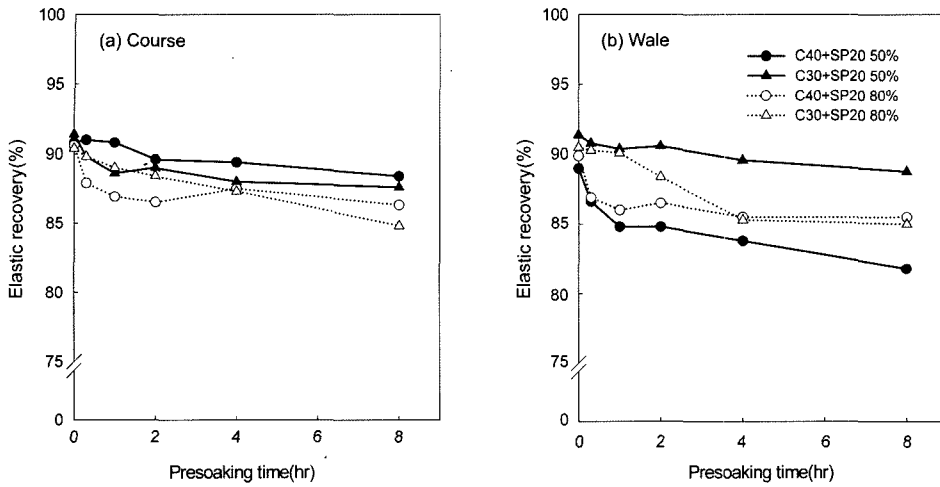 (a) Course
100
95
90
85
80
75
0
Elastic recovery(%)
0 2 4 6 8
Presoaking time(hr)
(b) Wale
C40+SP20 50%
C30+SP20 50%
C40+SP20 80%
C30+SP20 80%
100
95
90
85
80
75
0
Elastic recovery(%)
0 2 4 6 8
Presoaking time(hr)